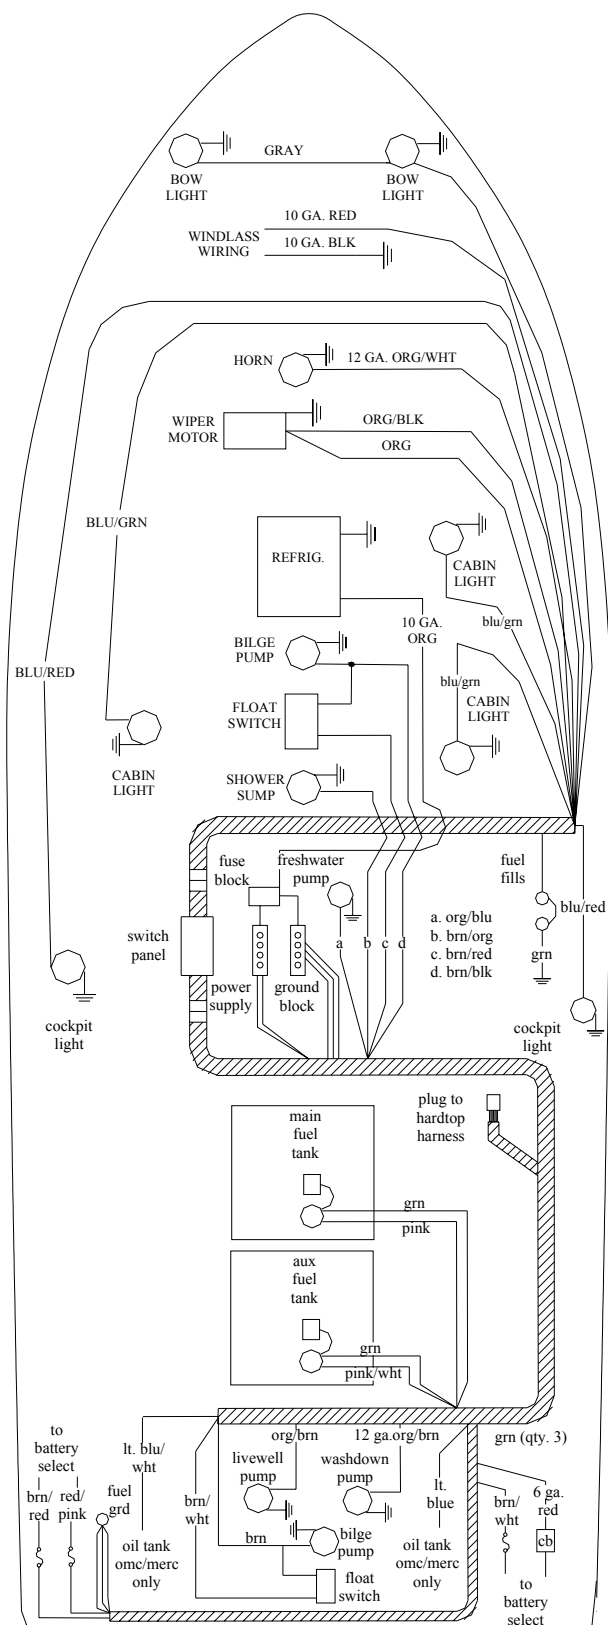 GRAY
BOW
LIGHT
BOW
LIGHT
10 GA. RED
WINDLASS
WIRING
10 GA. BLK
HORN
12 GA. ORG/WHT
WIPER
MOTOR
ORG/BLK
ORG
BLU/GRN
REFRIG.
CABIN
LIGHT
10 GA.
ORG
blu/grn
BILGE
PUMP
BLU/RED
blu/grn
FLOAT
SWITCH
CABIN
LIGHT
CABIN
LIGHT
SHOWER
SUMP
fuse
block
freshwater
pump
fuel
fills
blu/red
switch
panel
a
b
c
d
a. org/blu
b. brn/org
c. brn/red
d. brn/blk
grn
power
supply
ground
block
cockpit
light
cockpit
light
plug to
hardtop
harness
main
fuel
tank
grn
pink
aux
fuel
tank
grn
pink/wht
to
battery
select
lt. blu/
wht
org/brn
12 ga.org/brn
grn (qty. 3)
livewell
pump
washdown
pump
brn/
red
red/
pink
fuel
grd
brn/
wht
lt.
blue
brn/
wht
6 ga.
red
cb
oil tank
omc/merc
only
brn
bilge
pump
oil tank
omc/merc
only
float
switch
to
battery
select